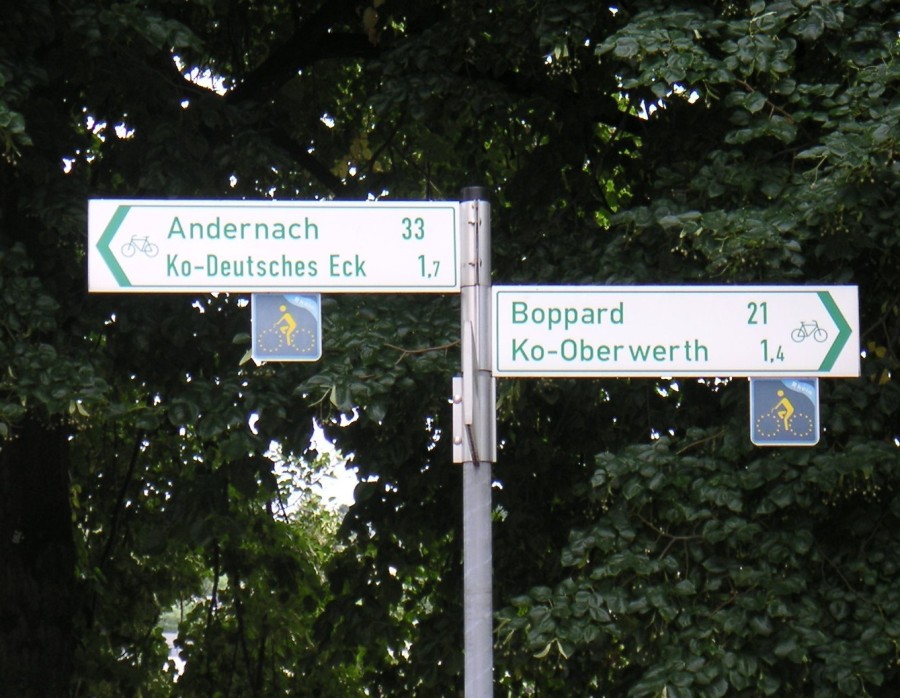 Andernach 33
Ko-Deutsches Eck 1,7
Boppard 21
Ko-Oberwerth 1,4